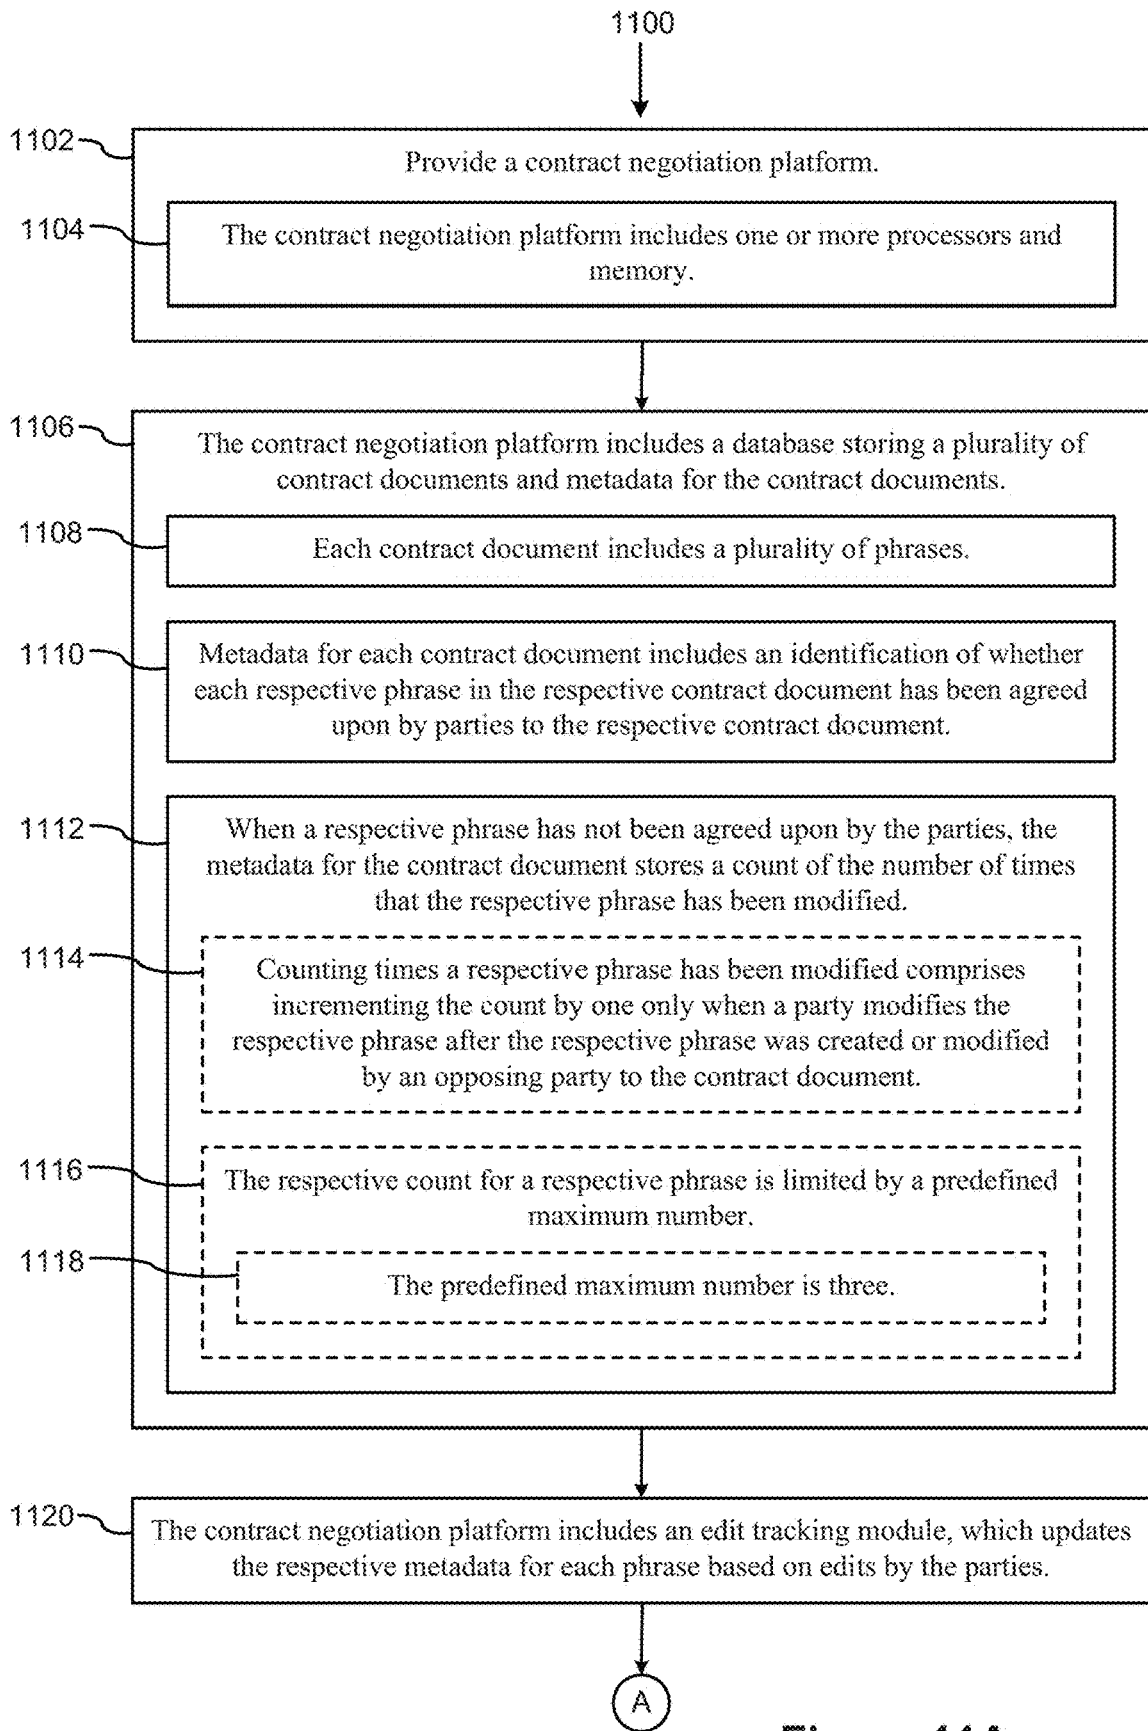 1100
1102
Provide a contract negotiation platform.
1104
The contract negotiation platform includes one or more processors and
memory.
1106
The contract negotiation platform includes a database storing a plurality of
contract documents and metadata for the contract documents.
1108
Each contract document includes a plurality of phrases.
1110
Metadata for each contract document includes an identification of whether
each respective phrase in the respective contract document has been agreed
upon by parties to the respective contract document.
1112
When a respective phrase has not been agreed upon by the parties, the
metadata for the contract document stores a count of the number of times
that the respective phrase has been modified.
1114
Counting times a respective phrase has been modified comprises
incrementing the count by one only when a party modifies the
respective phrase after the respective phrase was created or modified
by an opposing party to the contract document.
1116
The respective count for a respective phrase is limited by a predefined
maximum number.
1118
The predefined maximum number is three.
1120
The contract negotiation platform includes an edit tracking module, which updates
the respective metadata for each phrase based on edits by the parties.
A